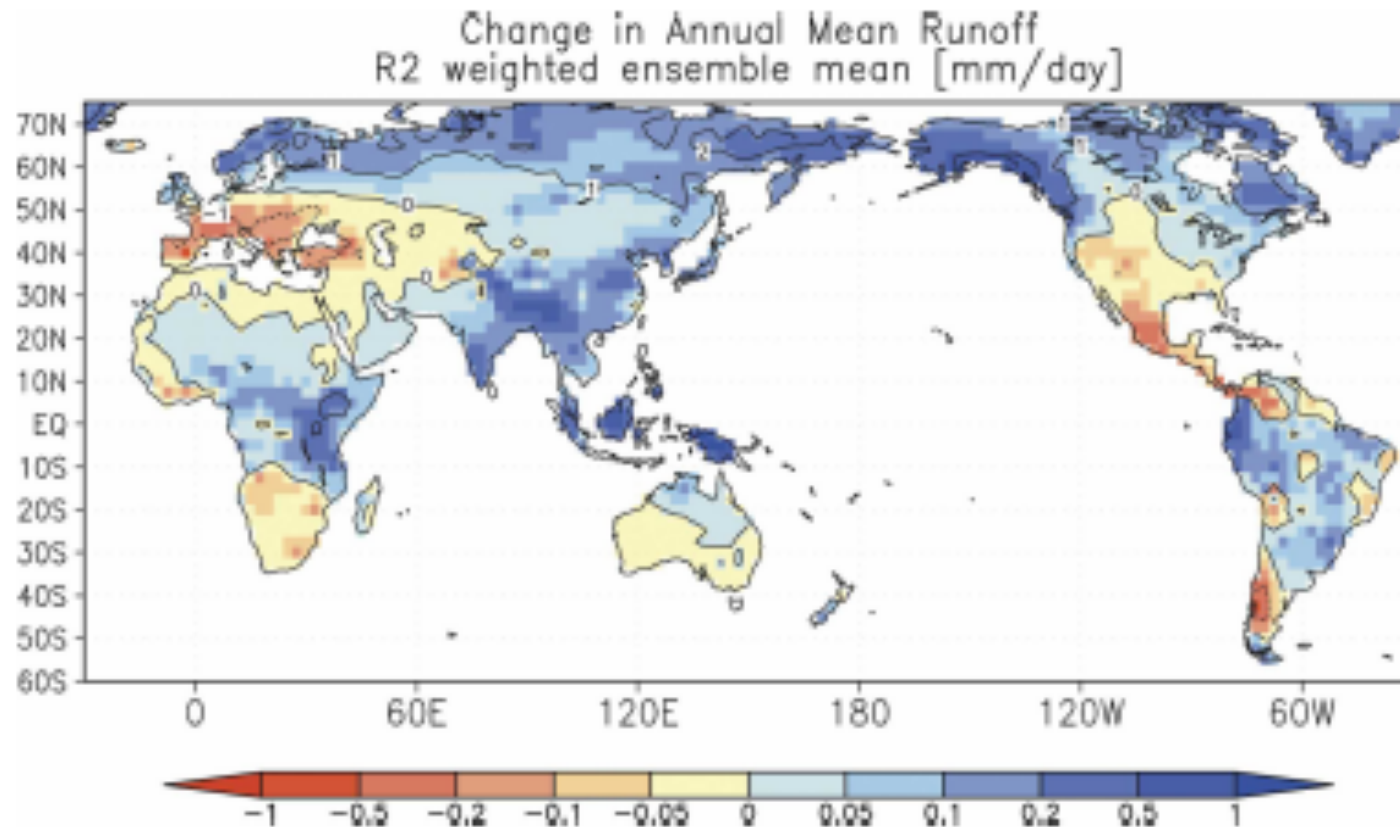 Change in Annual Mean Runoff
R2 weighted ensemble mean [mm/day]
70N
60N
50N
40N
30N
20N
10N
EQ
10S
20S
30S
40S
50S
60S
0 60E 120E 180 120W 60W
-1 -0.5 -0.2 -0.1 -0.05 0 0.05 0.1 0.2 0.5 1